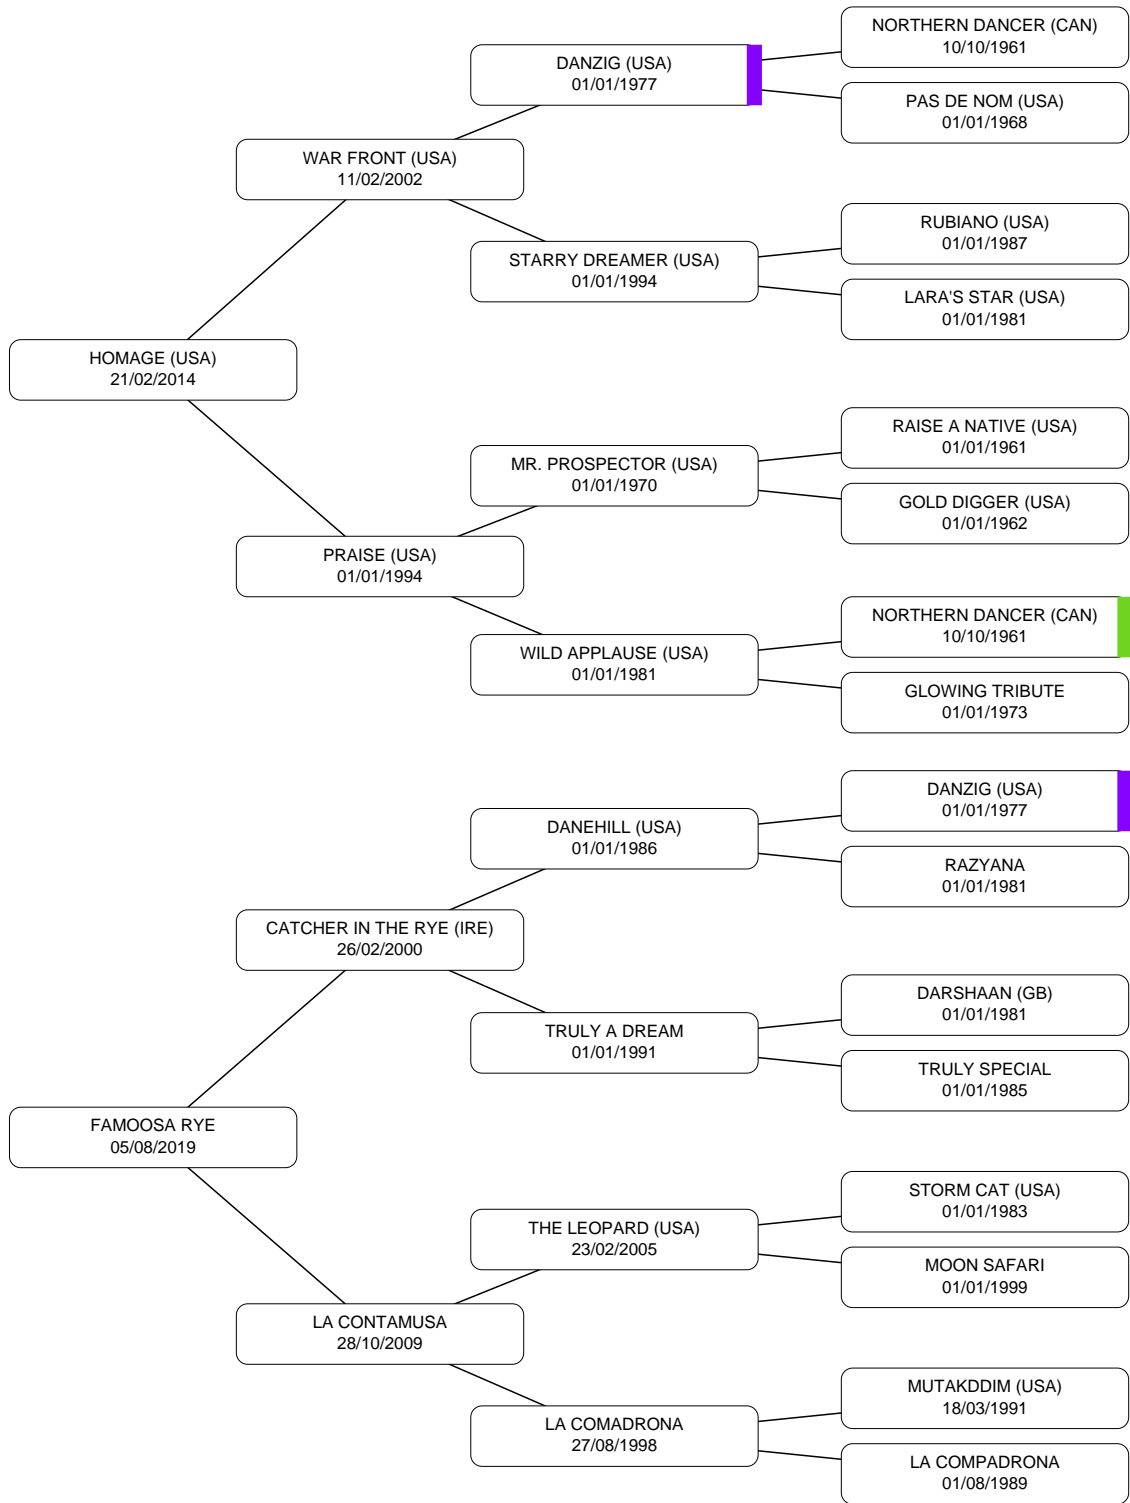 NORTHERN DANCER (CAN)
10/10/1961
DANZIG (USA)
01/01/1977
PAS DE NOM (USA)
01/01/1968
WAR FRONT (USA)
11/02/2002
RUBIANO (USA)
01/01/1987
STARRY DREAMER (USA)
01/01/1994
LARA'S STAR (USA)
01/01/1981
HOMAGE (USA)
21/02/2014
RAISE A NATIVE (USA)
01/01/1961
MR. PROSPECTOR (USA)
01/01/1970
GOLD DIGGER (USA)
01/01/1962
PRAISE (USA)
01/01/1994
NORTHERN DANCER (CAN)
10/10/1961
WILD APPLAUSE (USA)
01/01/1981
GLOWING TRIBUTE
01/01/1973
DANZIG (USA)
01/01/1977
DANEHILL (USA)
01/01/1986
RAZYANA
01/01/1981
CATCHER IN THE RYE (IRE)
26/02/2000
DARSHAAN (GB)
01/01/1981
TRULY A DREAM
01/01/1991
TRULY SPECIAL
01/01/1985
FAMOOSA RYE
05/08/2019
STORM CAT (USA)
01/01/1983
THE LEOPARD (USA)
23/02/2005
MOON SAFARI
01/01/1999
LA CONTAMUSA
28/10/2009
MUTAKDDIM (USA)
18/03/1991
LA COMADRONA
27/08/1998
LA COMPADRONA
01/08/1989